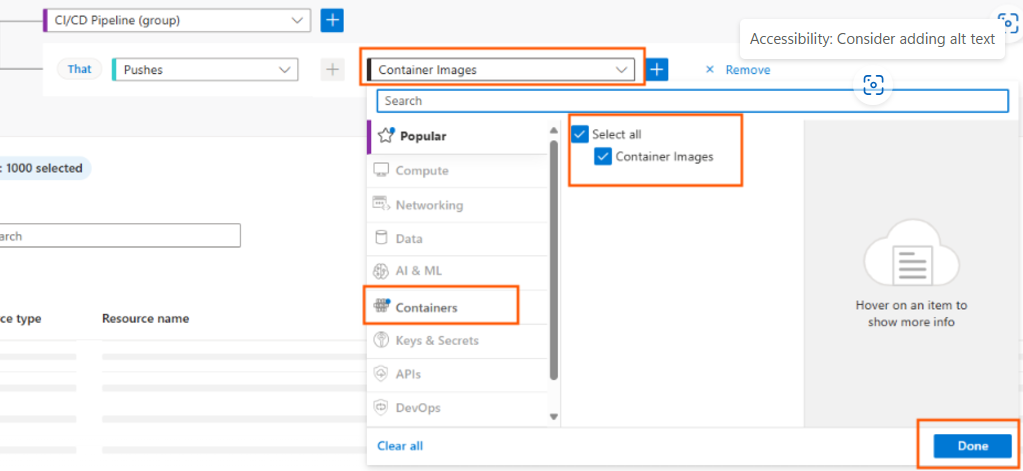 CI/CD Pipeline (group)
Accessibility: Consider adding alt text
That
Pushes
Container Images
Remove
Search
Popular
Select all
Container Images
Compute
: 1000 selected
Networking
arch
Data
AI & ML
Containers
Hover on an item to
show more info
ce type
Resource name
Keys & Secrets
APIs
DevOps
Clear all
Done